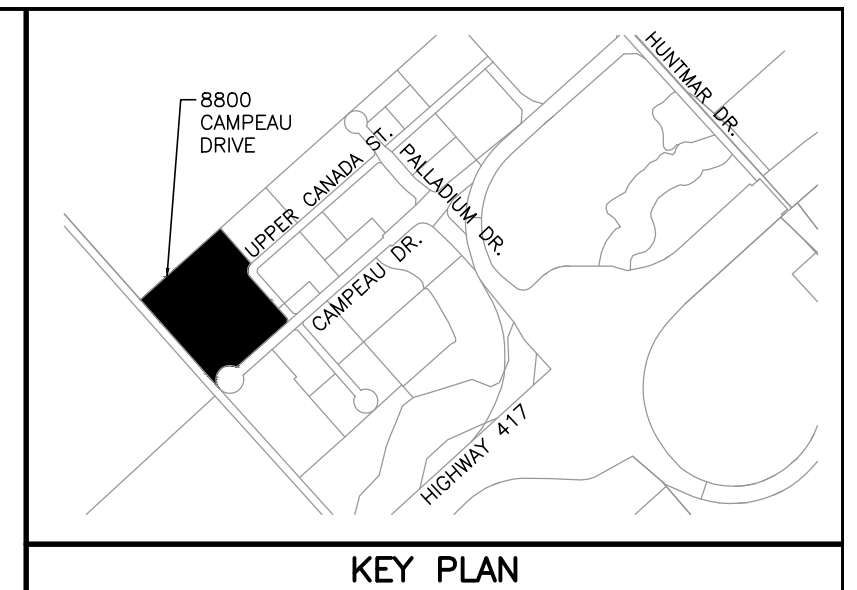 HUNTMAR DR.
8800
CAMPEAU
DRIVE
UPPER CANADA ST.
PALLADIUM DR.
CAMPEAU DR.
HIGHWAY 417
KEY PLAN